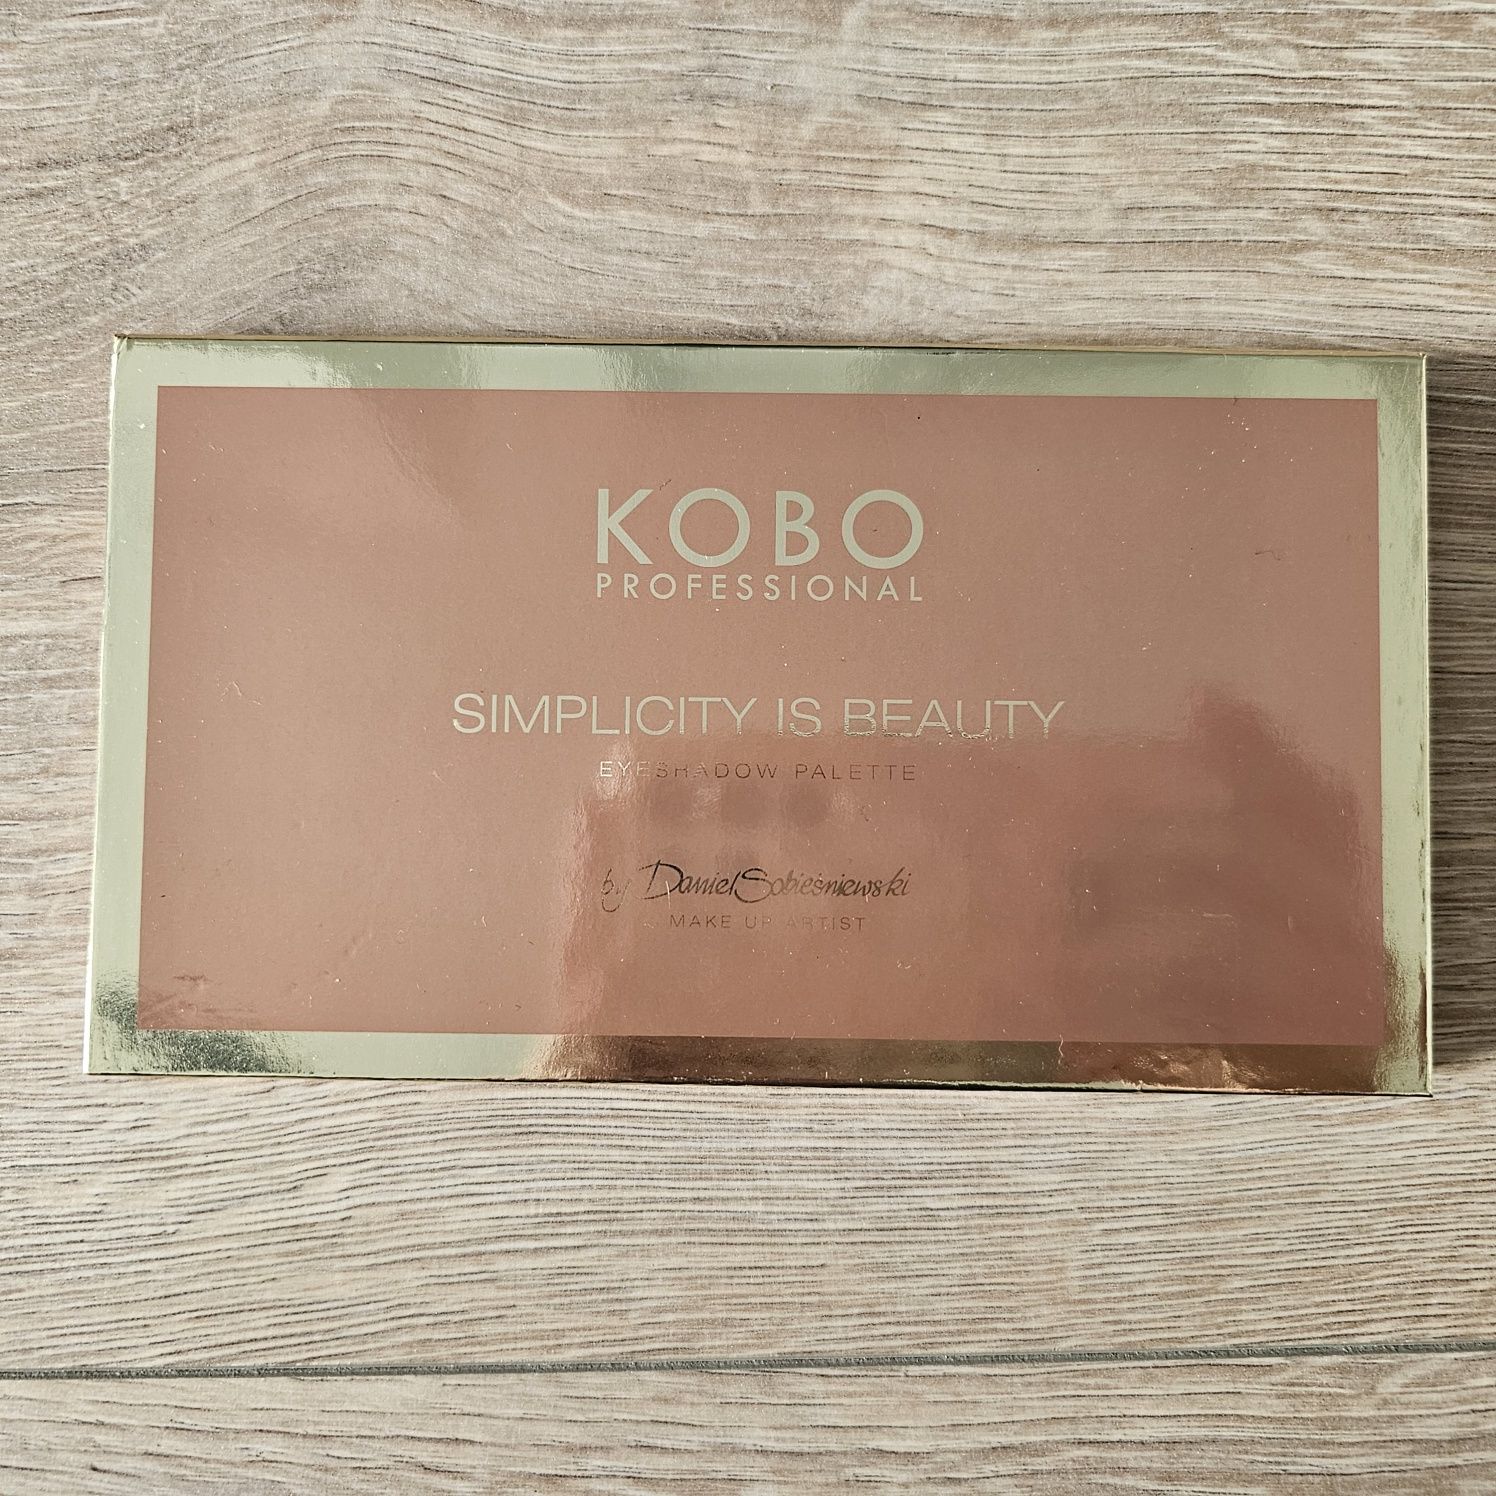 KOBO
PROFESSIONAL
SIMPLICITY IS BEAUTY
EYESHADOW PALETTE
by Daniel Sobieśniewski
MAKE UP ARTIST